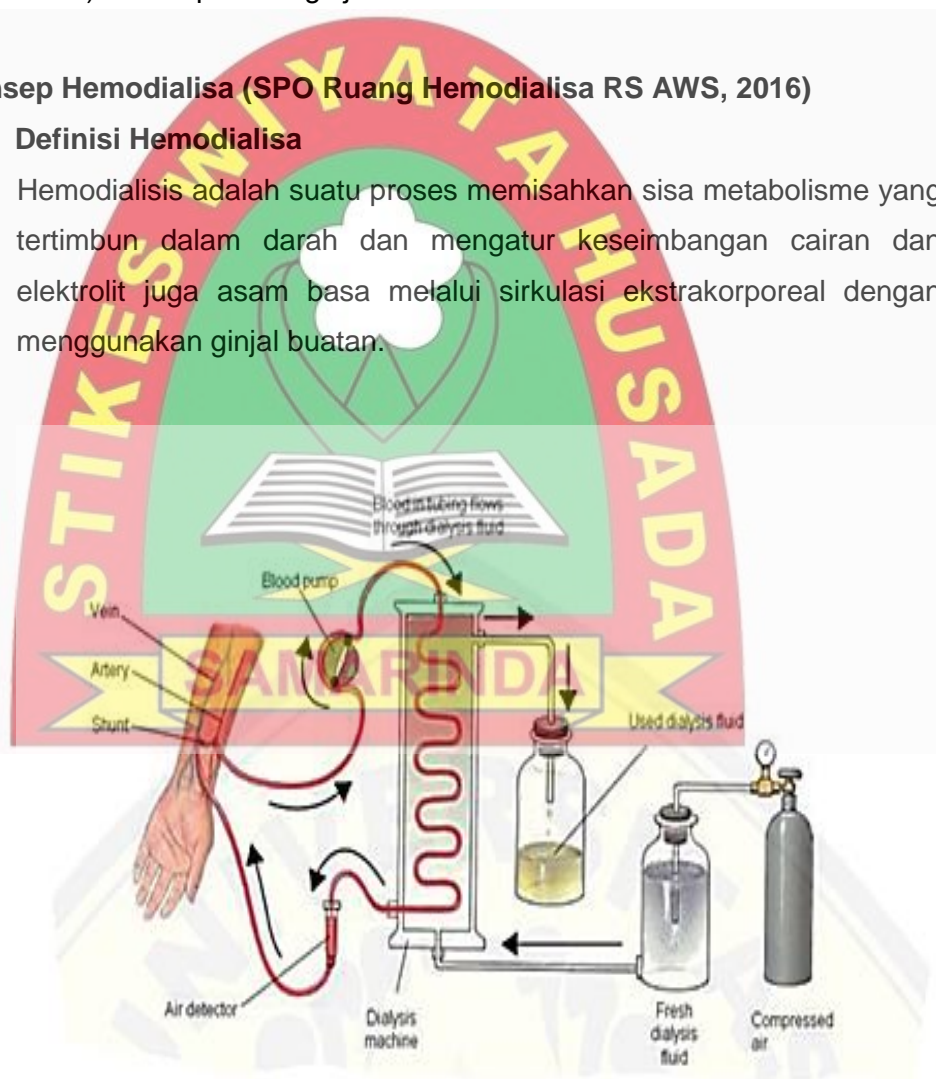 sep Hemodialisa (SPO Ruang Hemodialisa RS AWS, 2016)
Definisi Hemodialisa
Hemodialisis adalah suatu proses memisahkan sisa metabolisme yang
tertimbun dalam darah dan mengatur keseimbangan cairan dan
elektrolit juga asam basa melalui sirkulasi ekstrakorporeal dengan
menggunakan ginjal buatan.
STIKES WIYATA HUSADA
SAMARINDA
Blood in tubing flows
through dialysis fluid
Blood pump
Vein
Artery
Shunt
Used dialysis fluid
Air detector
Dialysis
machine
Fresh
dialysis
fluid
Compressed
air